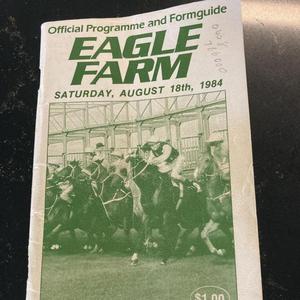 Official Programme and Formguide
EAGLE
FARM
SATURDAY, AUGUST 18th, 1984
$1.00